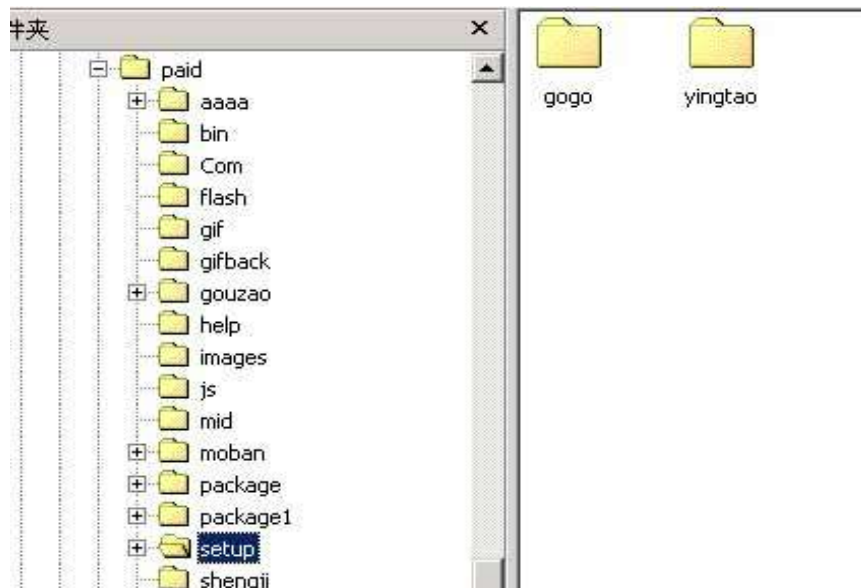 件夹
paid
aaaa
bin
Com
flash
gif
gifback
gouzao
help
images
js
mid
moban
package
package1
setup
shengji
gogo
yingtao